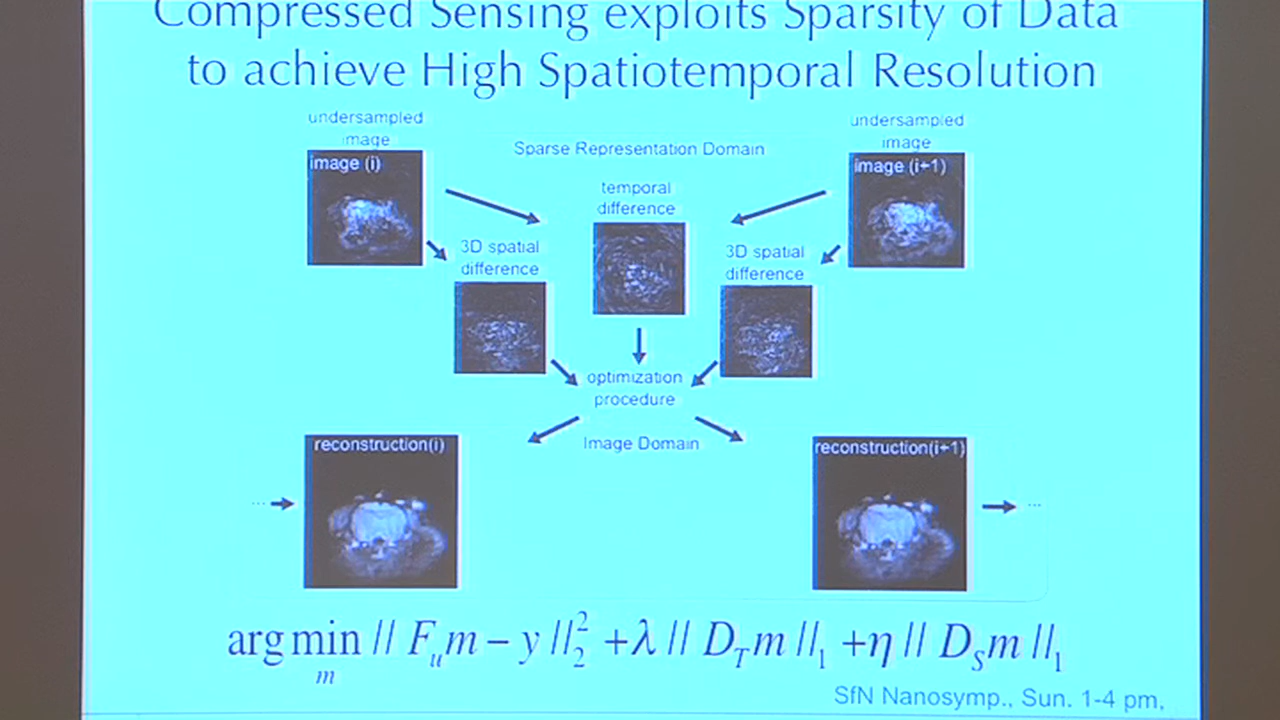 Compressed Sensing exploits Sparsity of Data
to achieve High Spatiotemporal Resolution
undersampled
image
image (i)
Sparse Representation Domain
undersampled
image
image (i+1)
temporal
difference
3D spatial
difference
3D spatial
difference
optimization
procedure
Image Domain
reconstruction(i)
reconstruction(i+1)
... →
→ ...
arg min // Fᵤm − y //₂² +λ // D_T m //₁ +η // D_S m //₁
m
SfN Nanosymp., Sun. 1-4 pm,